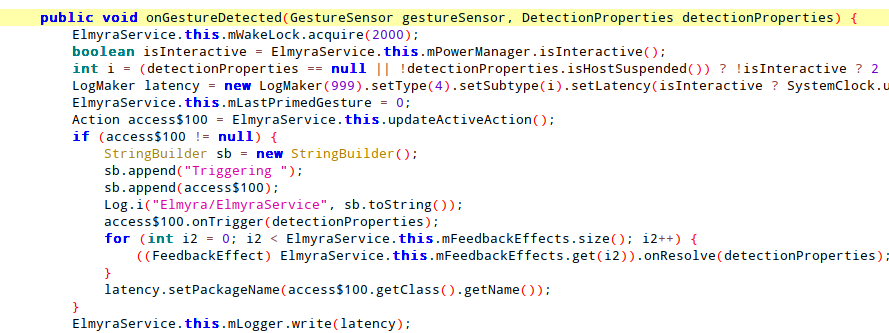 public void onGestureDetected(GestureSensor gestureSensor, DetectionProperties detectionProperties) {
ElmyraService.this.mWakeLock.acquire(2000);
boolean isInteractive = ElmyraService.this.mPowerManager.isInteractive();
int i = (detectionProperties == null || !detectionProperties.isHostSuspended()) ? !isInteractive ? 2
LogMaker latency = new LogMaker(999).setType(4).setSubtype(i).setLatency(isInteractive ? SystemClock.u
ElmyraService.this.mLastPrimedGesture = 0;
Action access$100 = ElmyraService.this.updateActiveAction();
if (access$100 != null) {
StringBuilder sb = new StringBuilder();
sb.append("Triggering ");
sb.append(access$100);
Log.i("Elmyra/ElmyraService", sb.toString());
access$100.onTrigger(detectionProperties);
for (int i2 = 0; i2 < ElmyraService.this.mFeedbackEffects.size(); i2++) {
((FeedbackEffect) ElmyraService.this.mFeedbackEffects.get(i2)).onResolve(detectionProperties);
}
latency.setPackageName(access$100.getClass().getName());
}
ElmyraService.this.mLogger.write(latency);